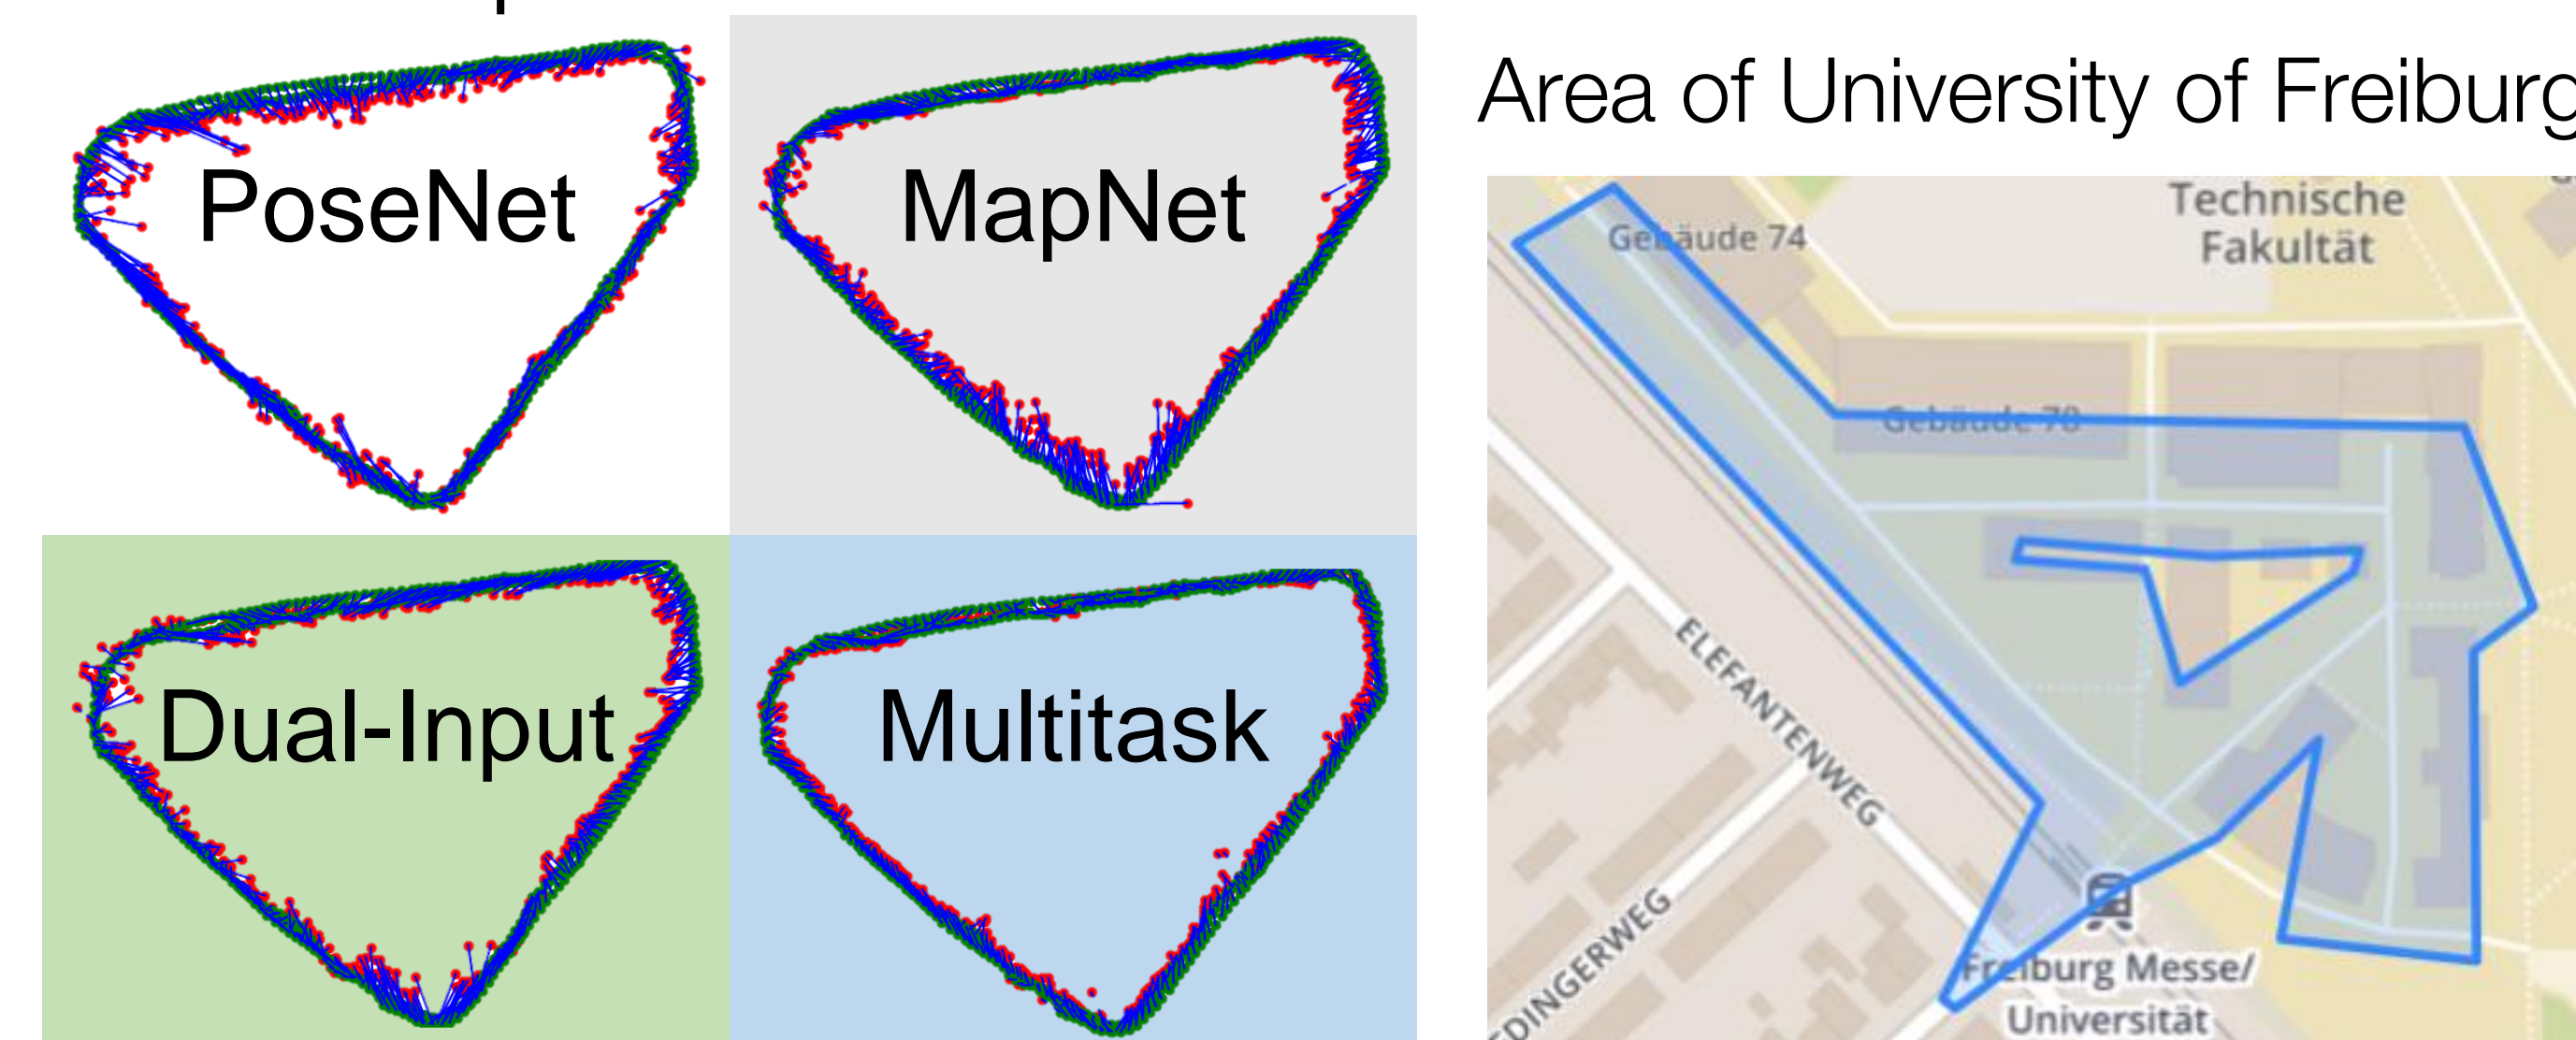 PoseNet
MapNet
Dual-Input
Multitask
Area of University of Freiburg
Technische
Fakultät
Gebäude 74
Gebäude 78
ELEFANTENWEG
EDINGERWEG
Freiburg Messe/
Universität